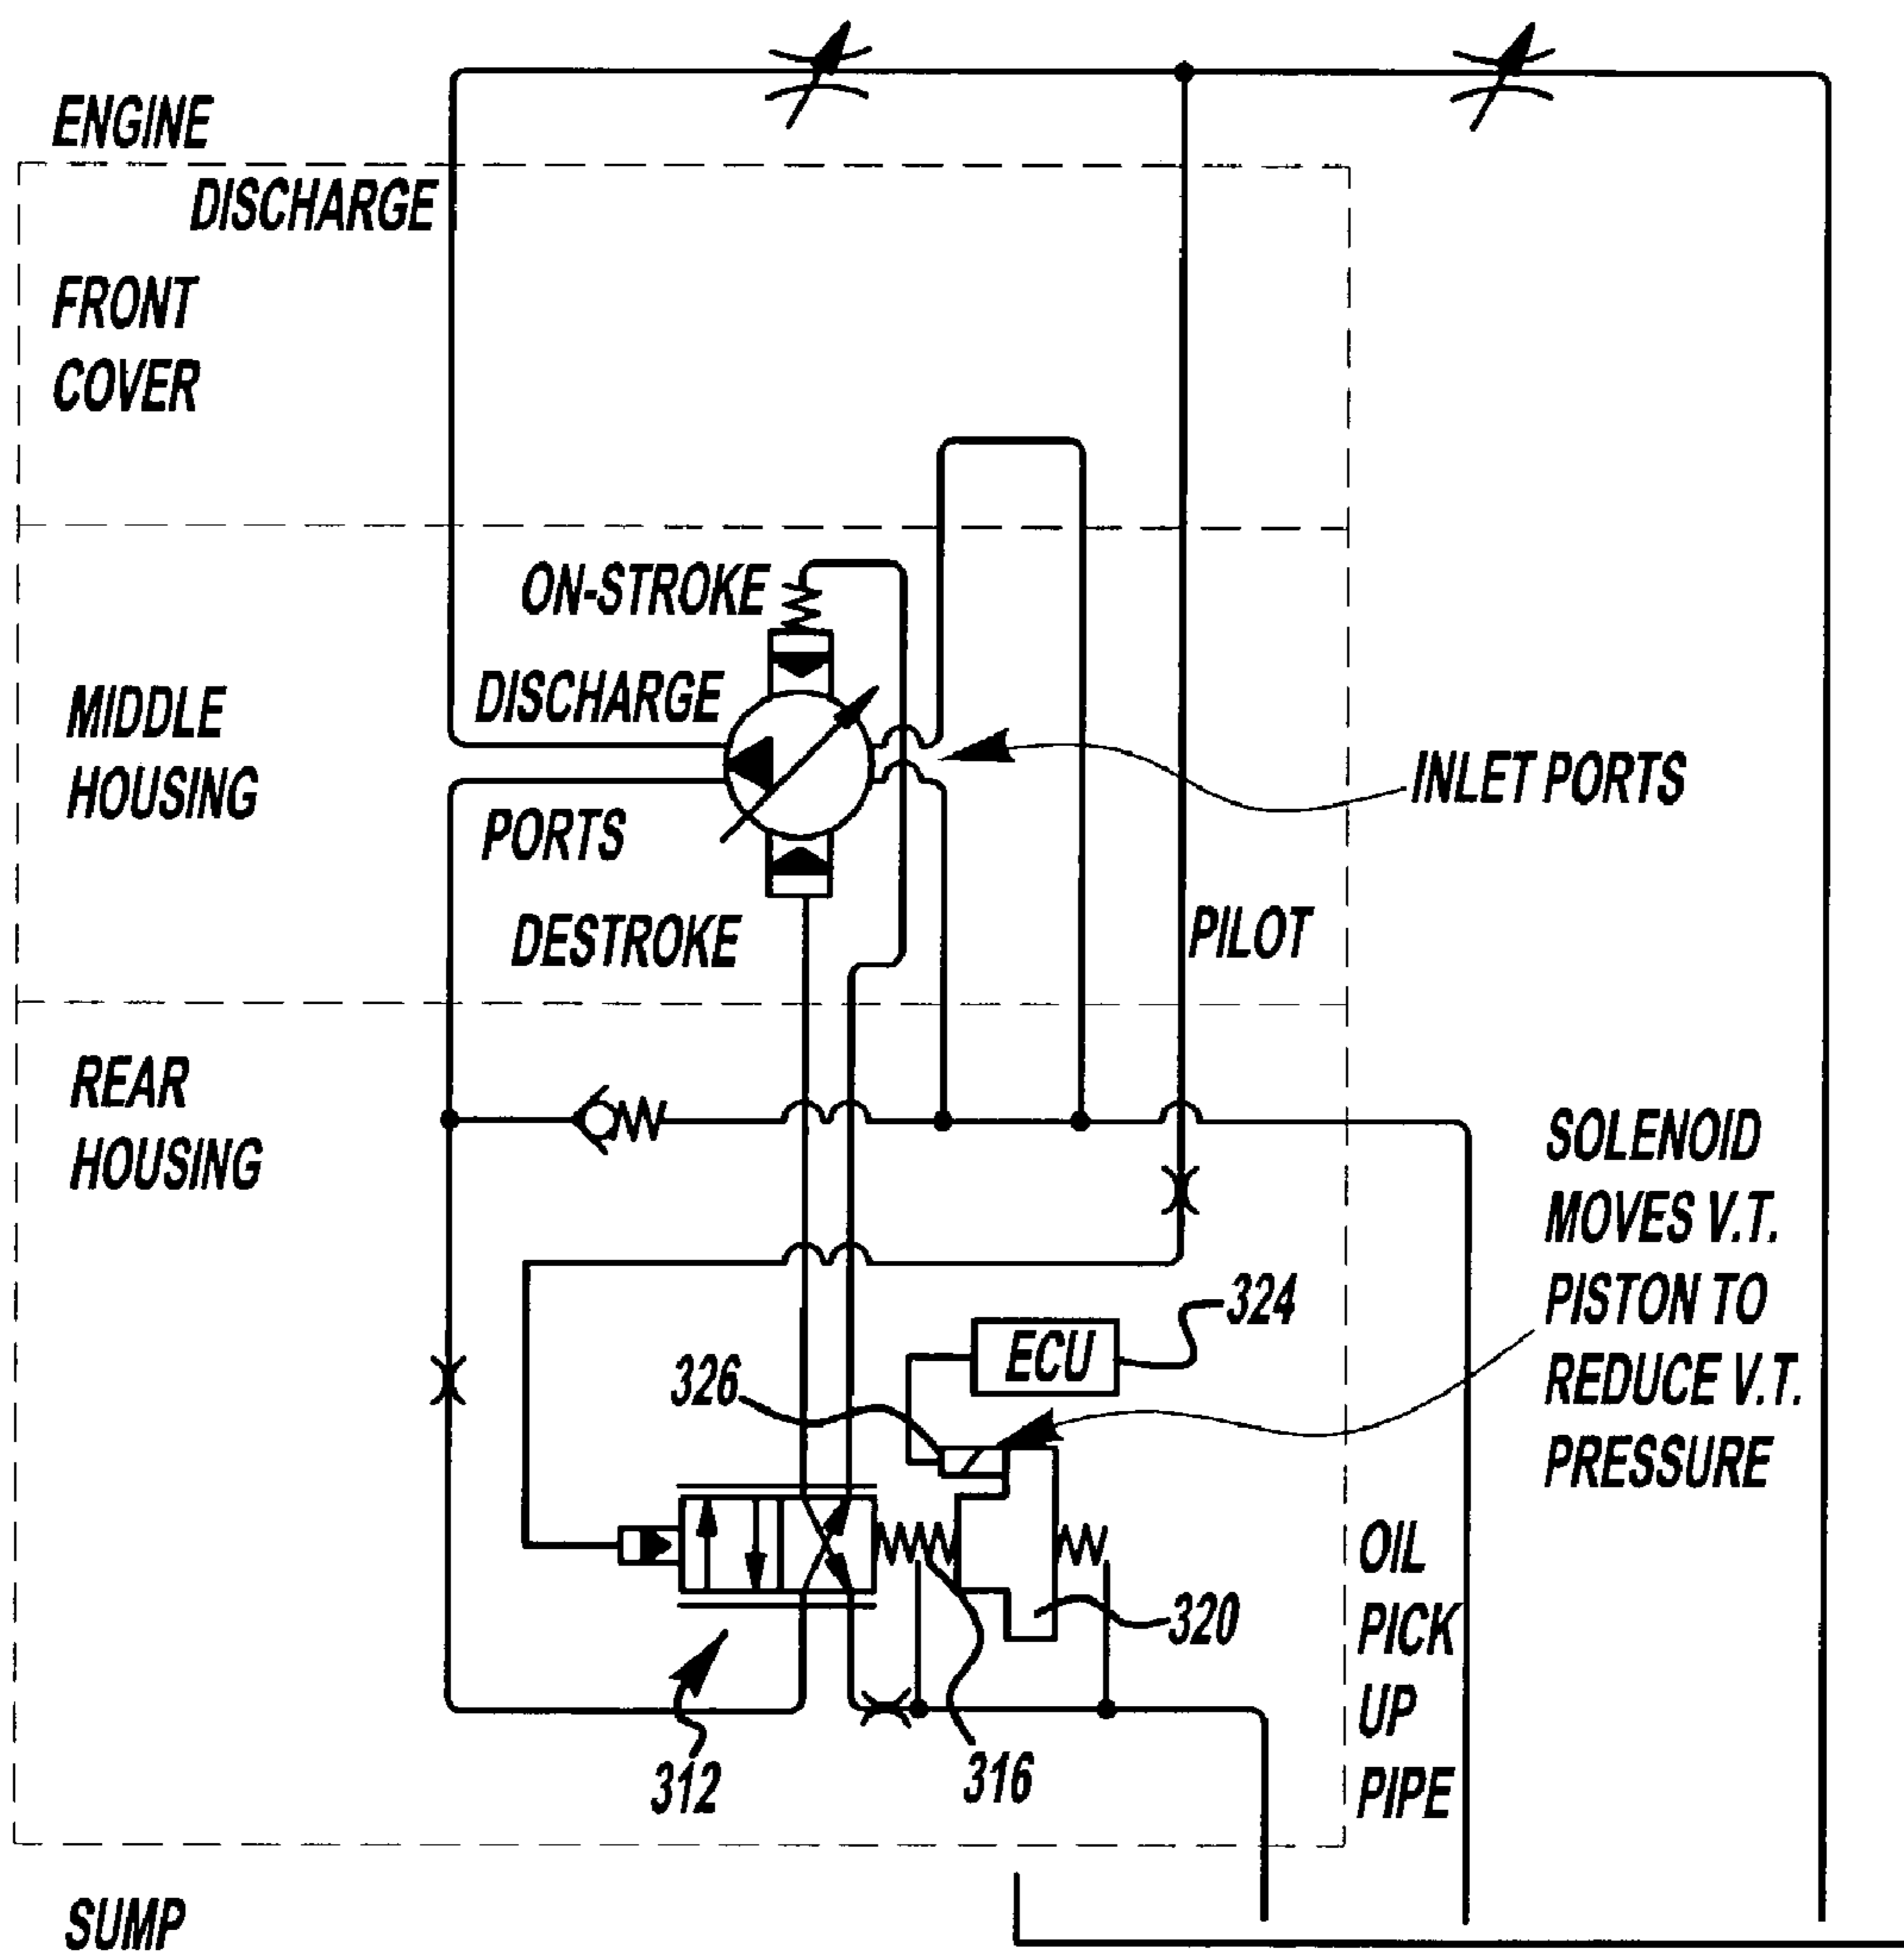 ENGINE
DISCHARGE
FRONT
COVER
ON-STROKE
DISCHARGE
MIDDLE
HOUSING
INLET PORTS
PORTS
DESTROKE
PILOT
REAR
HOUSING
SOLENOID
MOVES V.T.
PISTON TO
REDUCE V.T.
PRESSURE
324
ECU
326
OIL
PICK
UP
PIPE
320
312
316
SUMP